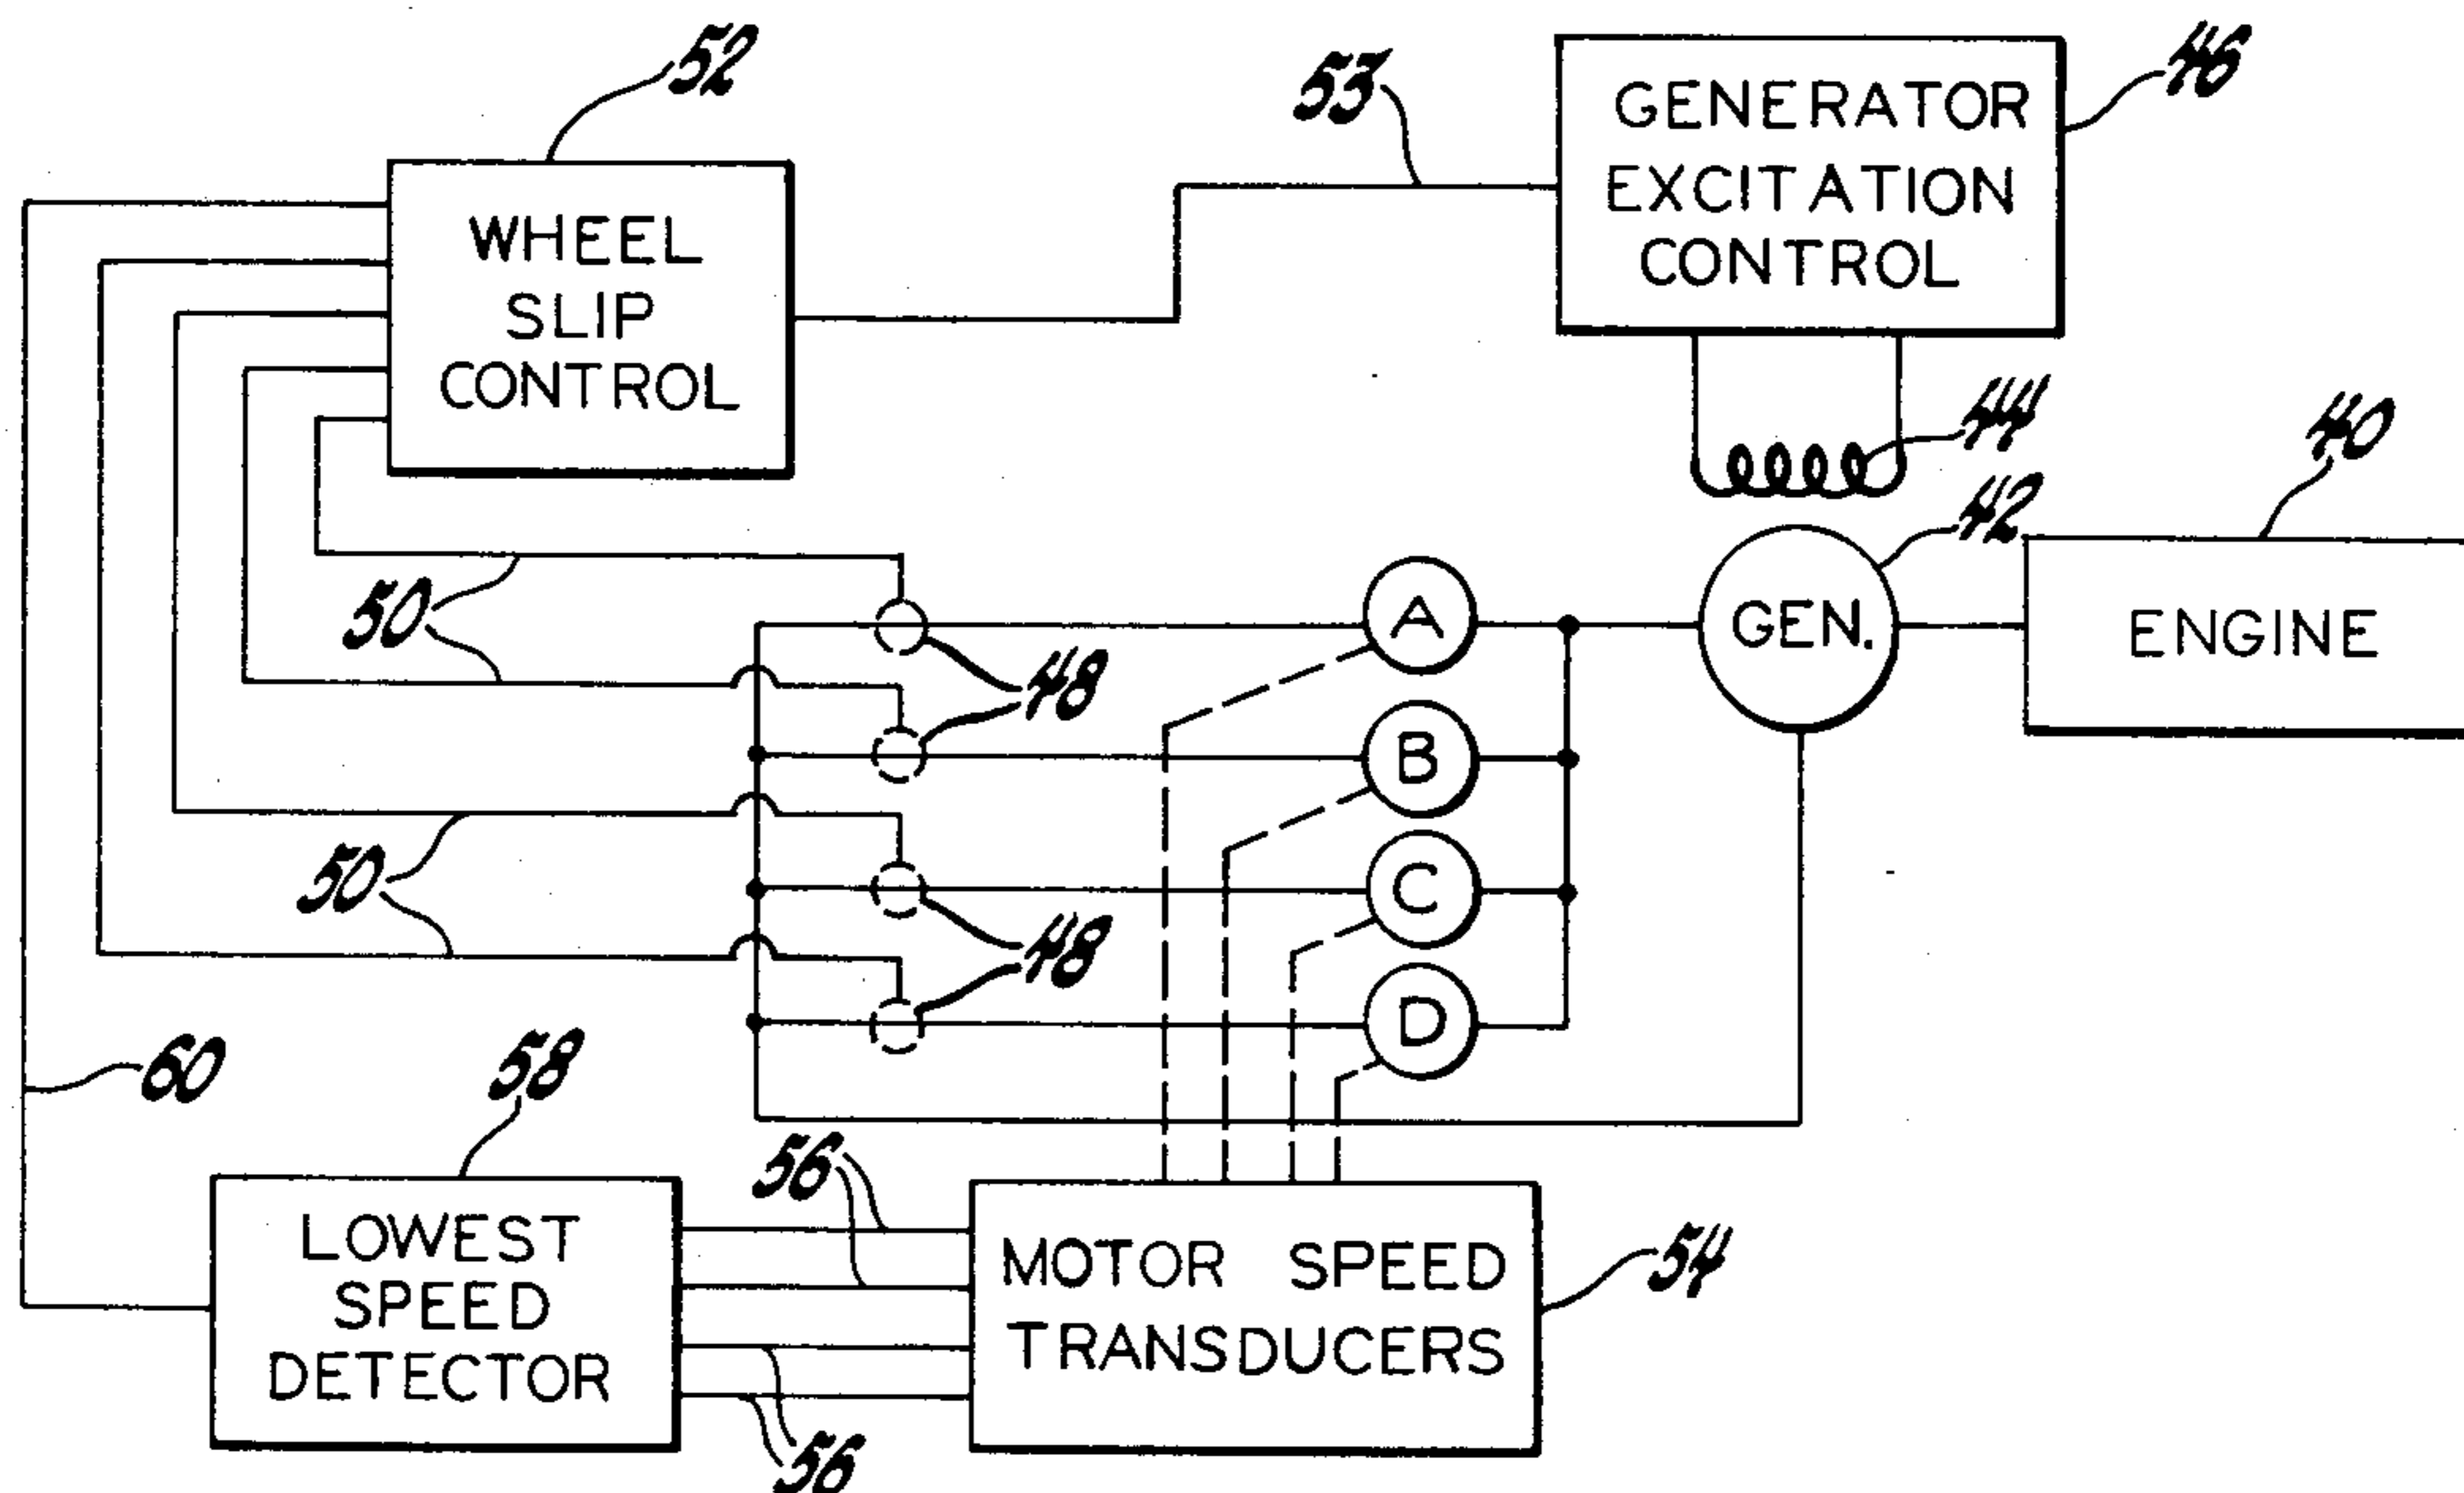 52
53
46
GENERATOR
EXCITATION
CONTROL
WHEEL
SLIP
CONTROL
44
40
42
50
48
A
GEN.
ENGINE
B
50
48
C
D
60
58
56
LOWEST
SPEED
DETECTOR
MOTOR SPEED
TRANSDUCERS
54
56